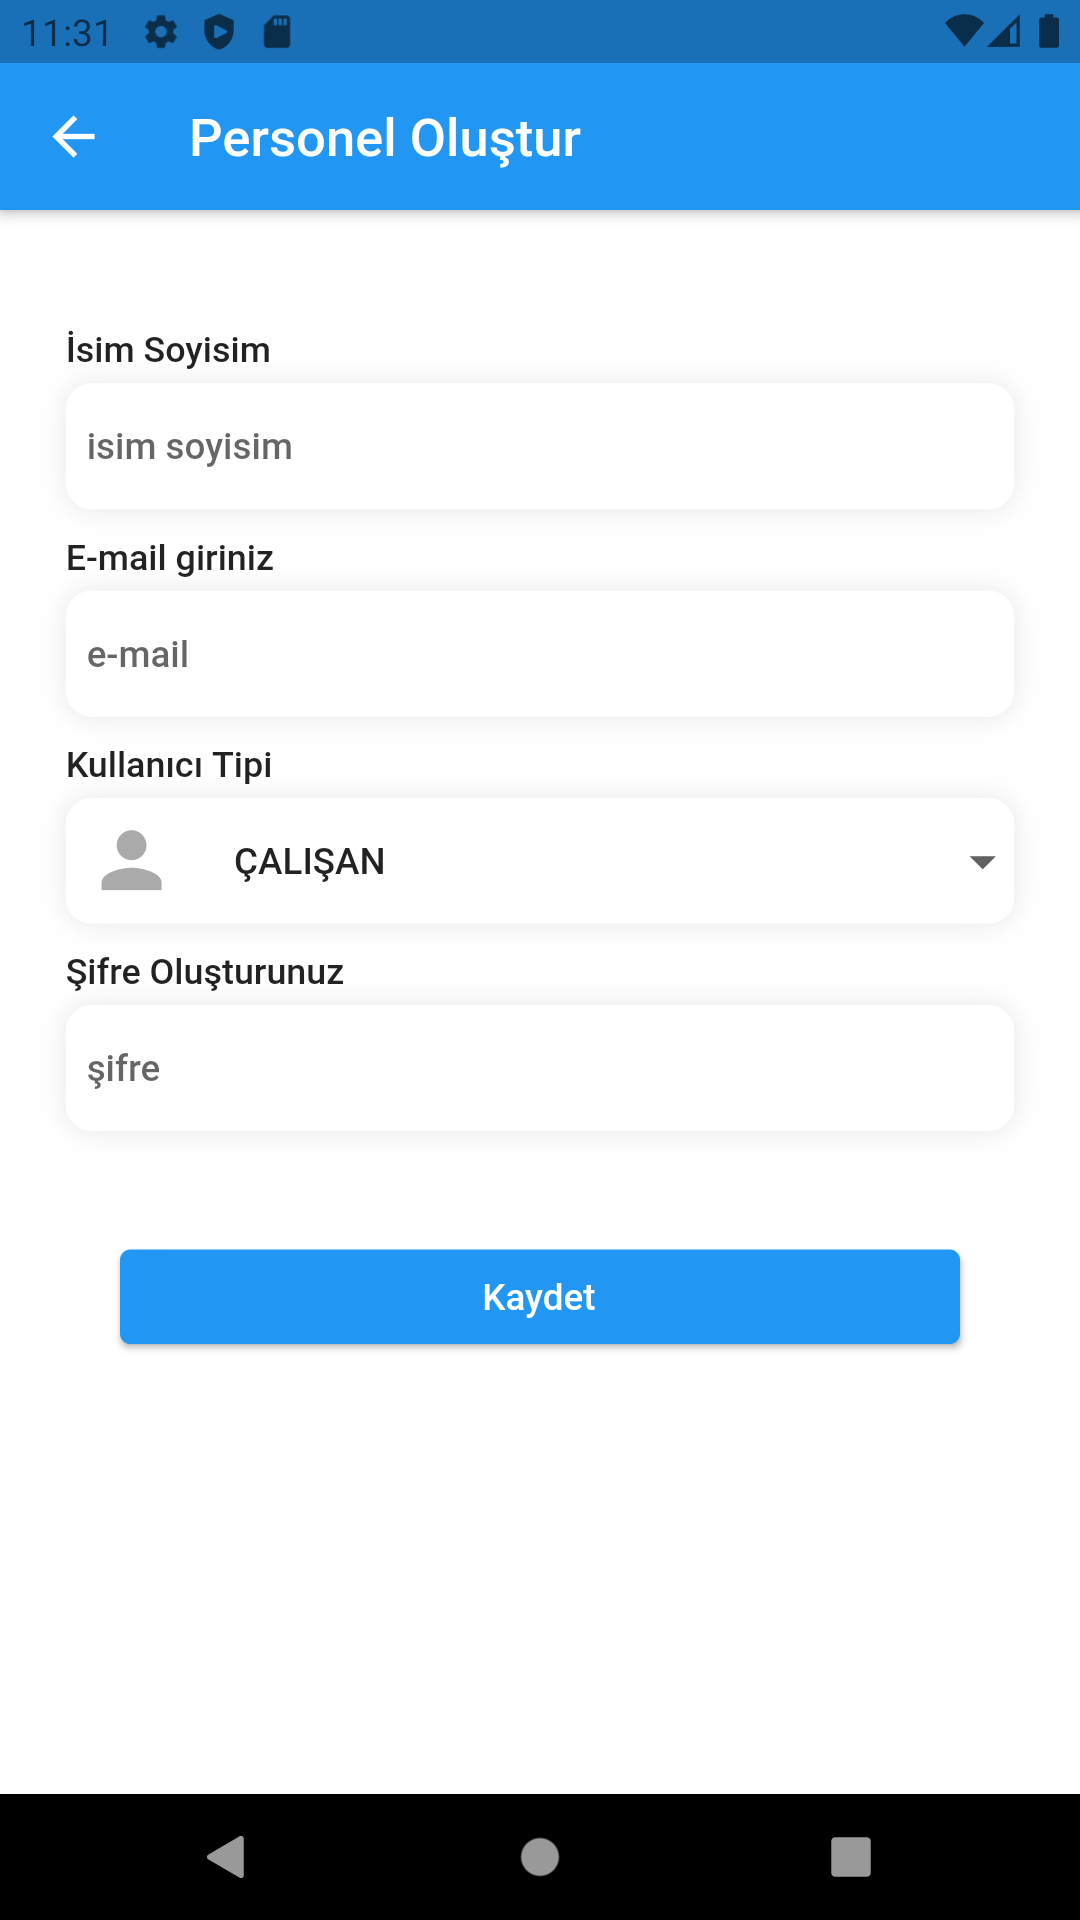 11:31
Personel Oluştur
İsim Soyisim
isim soyisim
E-mail giriniz
e-mail
Kullanıcı Tipi
ÇALIŞAN
Şifre Oluşturunuz
şifre
Kaydet